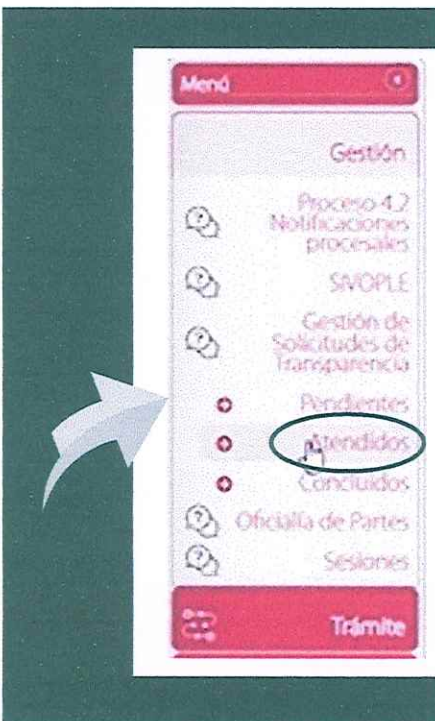 Menú
Gestión
Proceso 4.2
Notificaciones
procesales
SIVOPLE
Gestión de
Solicitudes de
Transparencia
Pendientes
Atendidos
Concluidos
Oficialía de Partes
Sesiones
Trámite